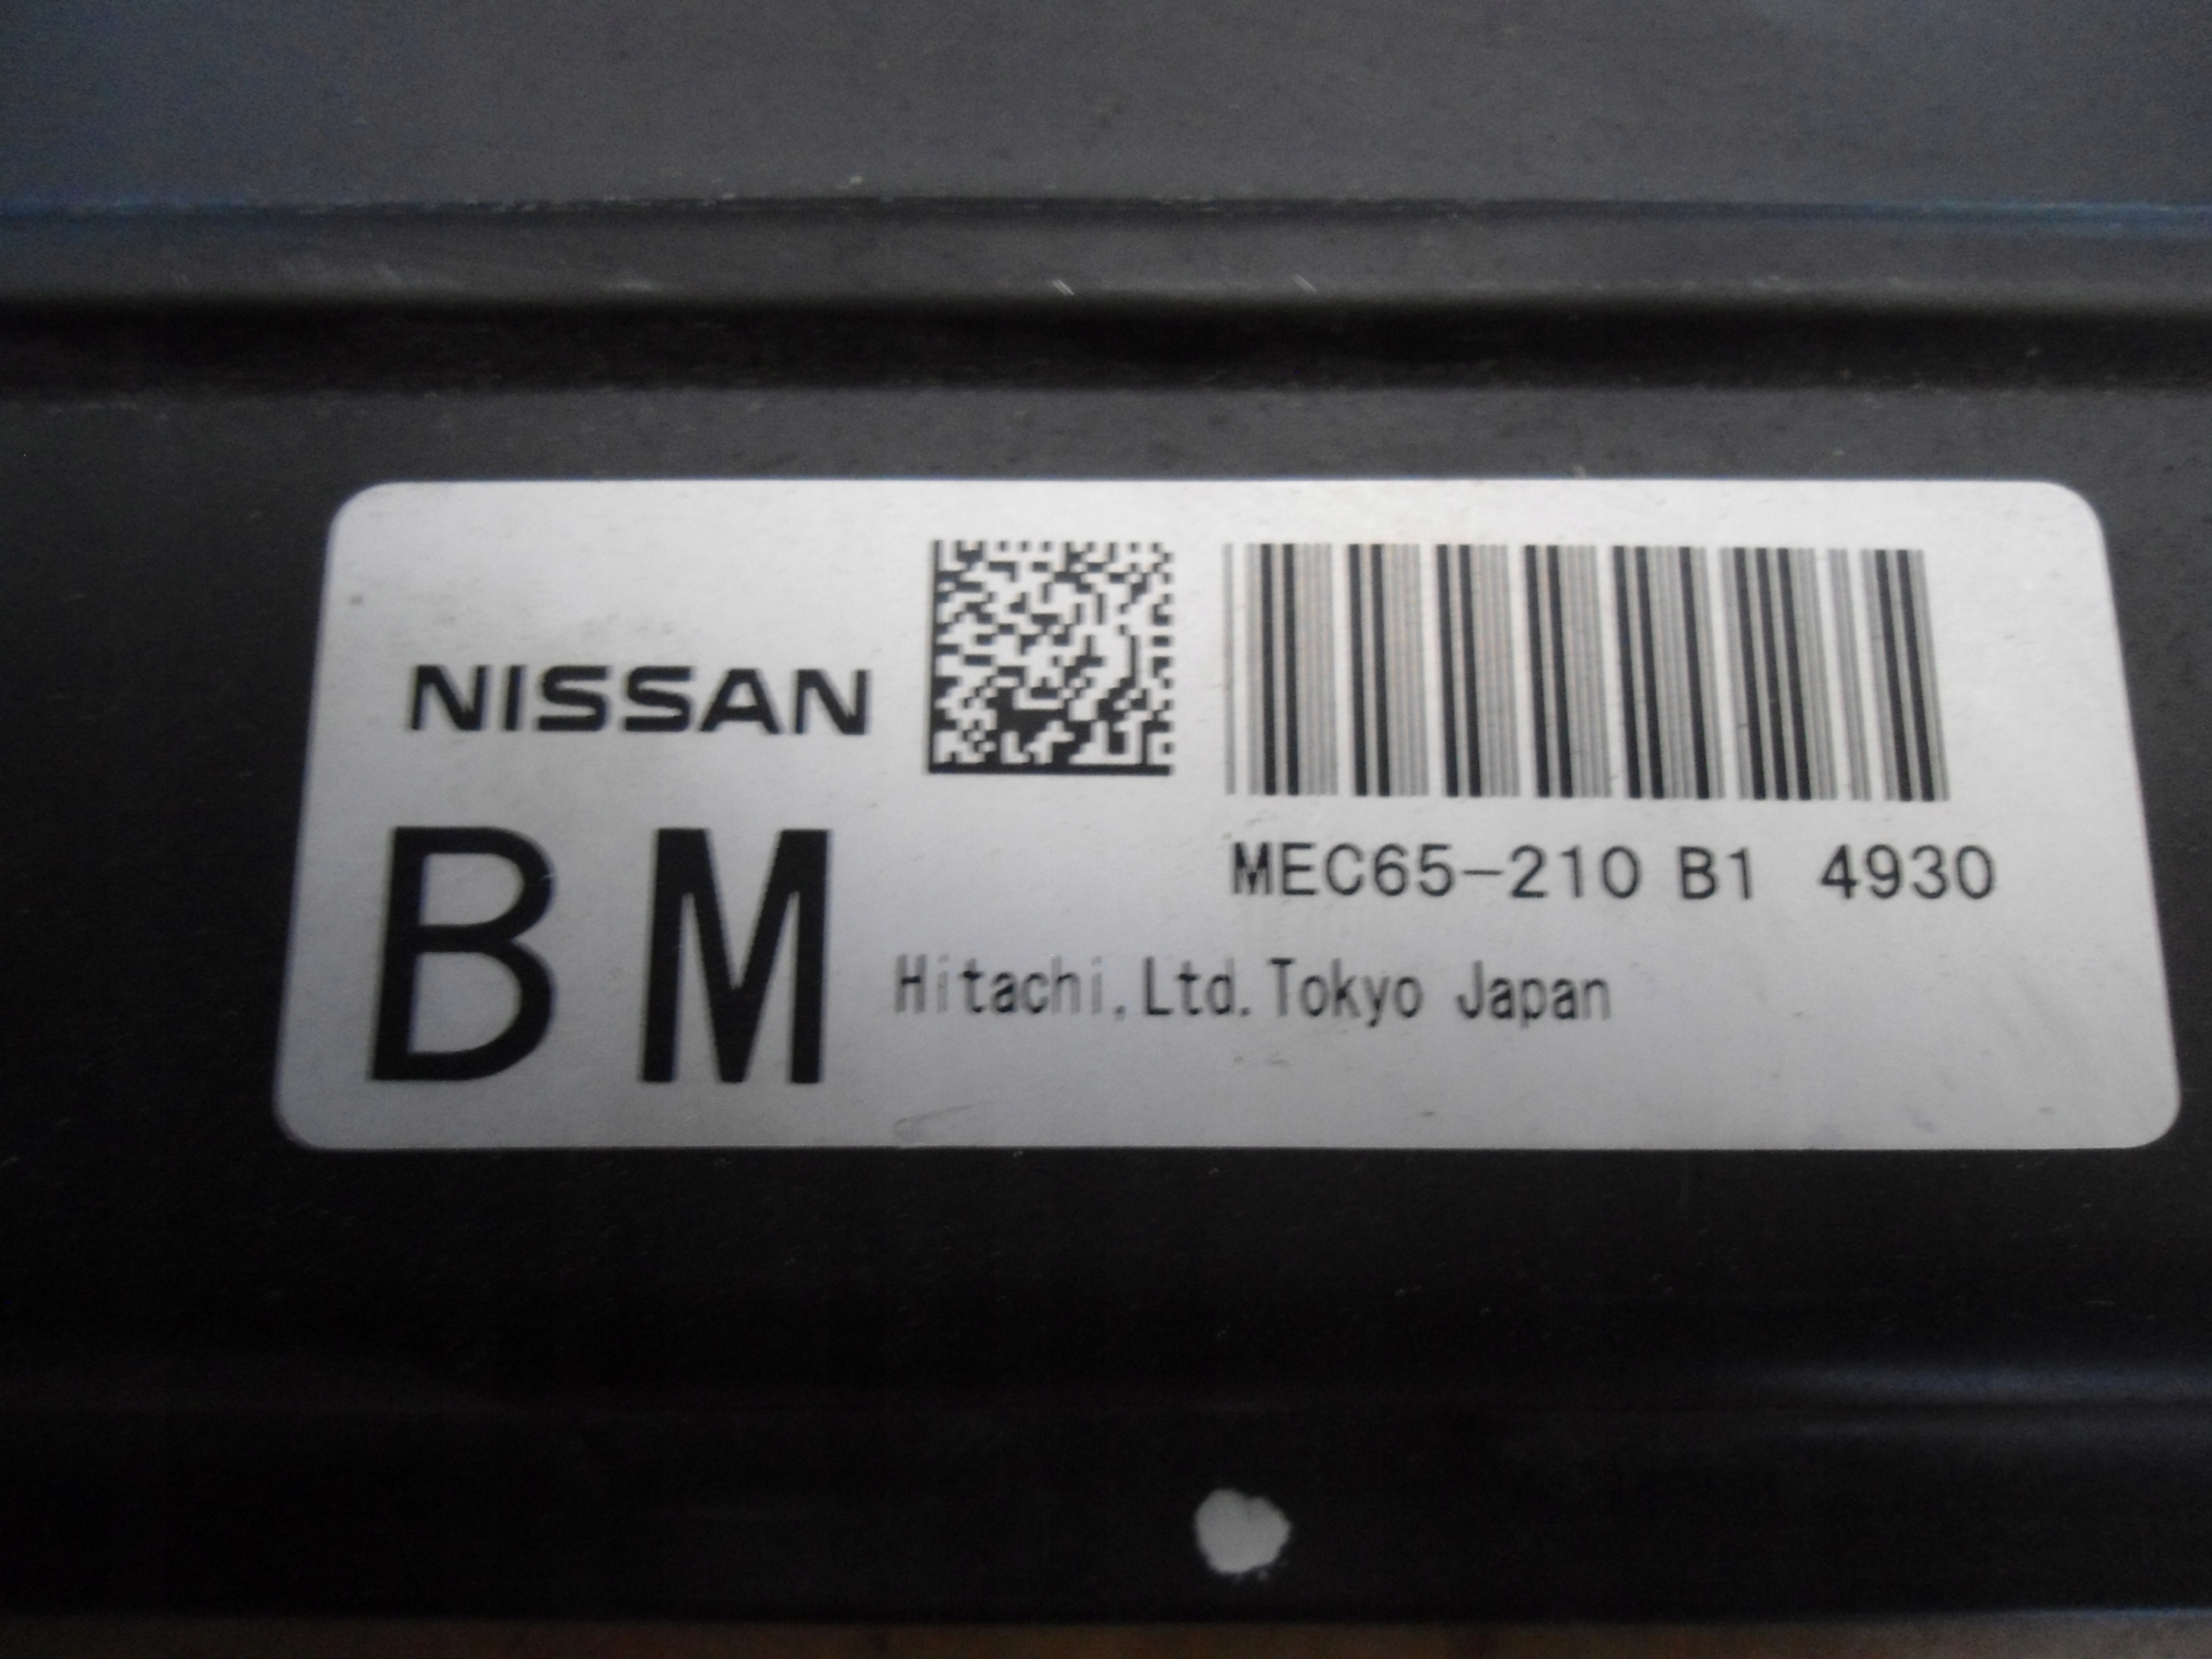 NISSAN
BM
MEC65-210 B1 4930
Hitachi,Ltd.Tokyo Japan